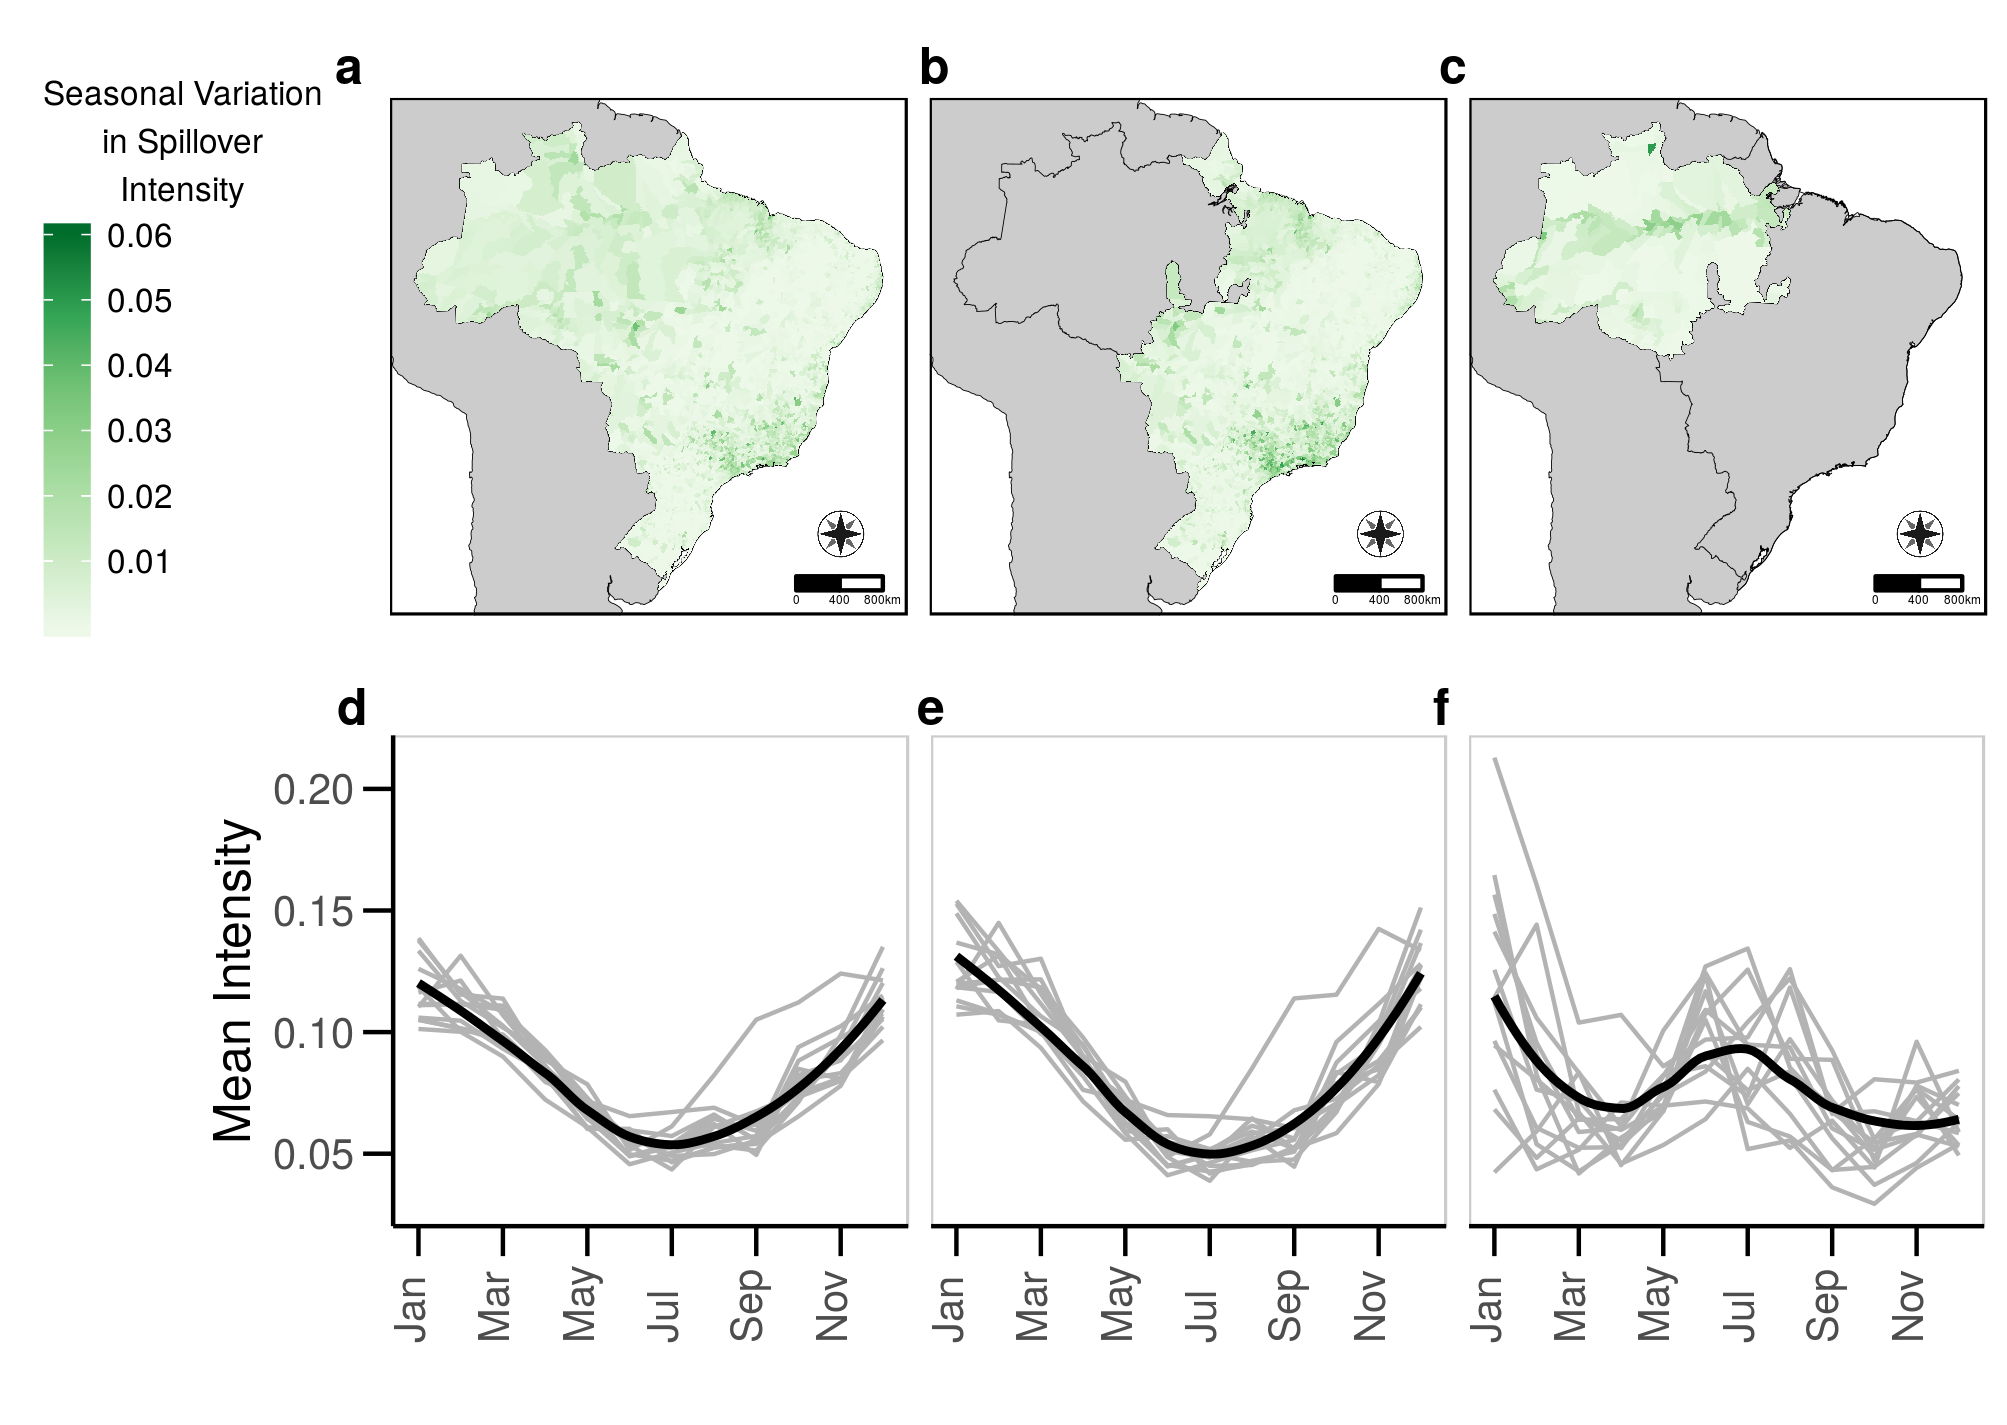 a
b
c
Seasonal Variation
in Spillover
Intensity
0.06
0.05
0.04
0.03
0.02
0.01
0 400 800km
0 400 800km
0 400 800km
d
e
f
Mean Intensity
0.20
0.15
0.10
0.05
Jan Mar May Jul Sep Nov
Jan Mar May Jul Sep Nov
Jan Mar May Jul Sep Nov